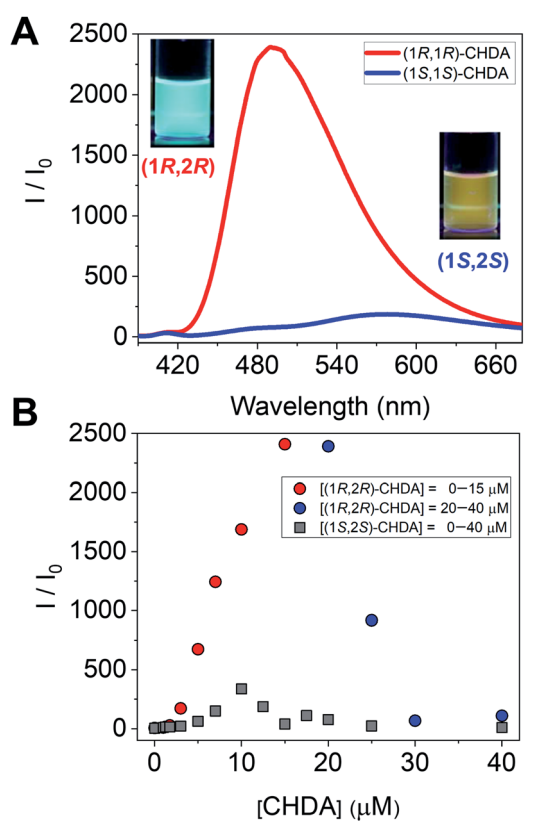 A
2500
2000
1500
1000
500
0
I / I0
(1R,1R)-CHDA
(1S,1S)-CHDA
(1R,2R)
(1S,2S)
420 480 540 600 660
Wavelength (nm)
B
2500
2000
1500
1000
500
0
I / I0
[(1R,2R)-CHDA] = 0–15 μM
[(1R,2R)-CHDA] = 20–40 μM
[(1S,2S)-CHDA] = 0–40 μM
0 10 20 30 40
[CHDA] (μM)